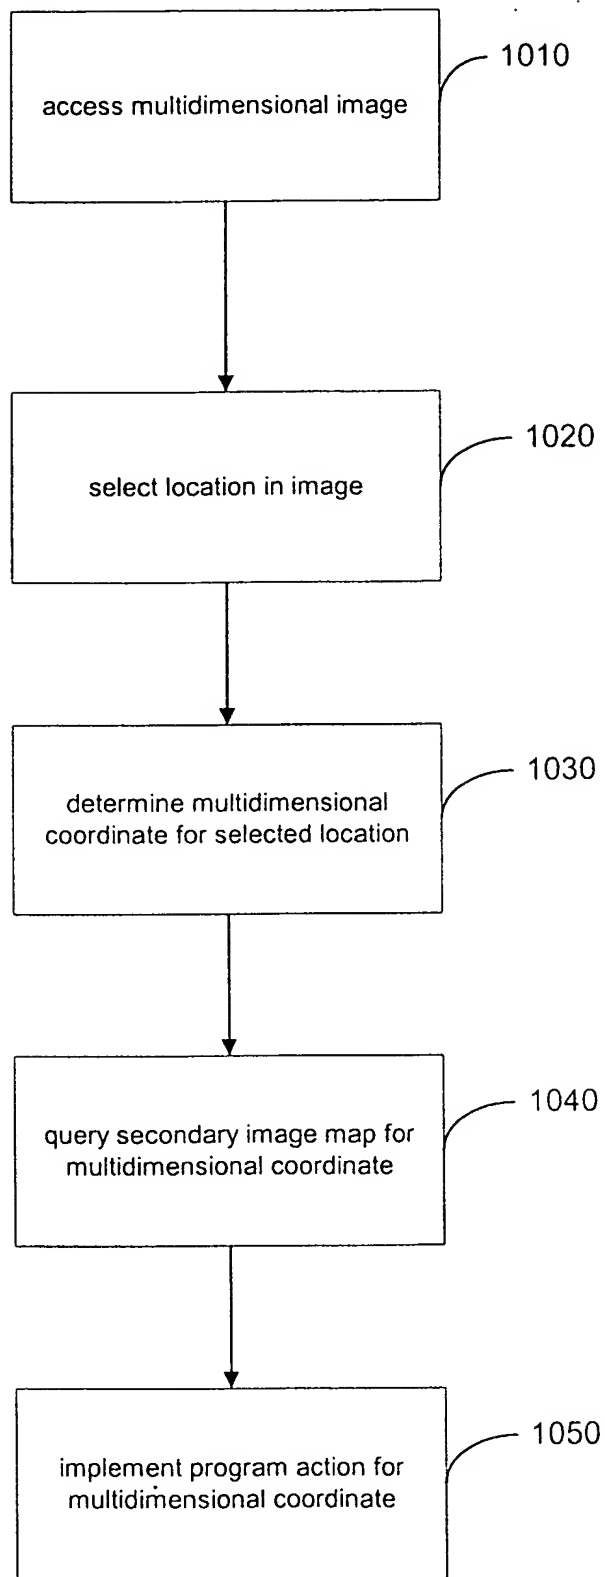 1010
access multidimensional image
1020
select location in image
1030
determine multidimensional
coordinate for selected location
1040
query secondary image map for
multidimensional coordinate
1050
implement program action for
multidimensional coordinate